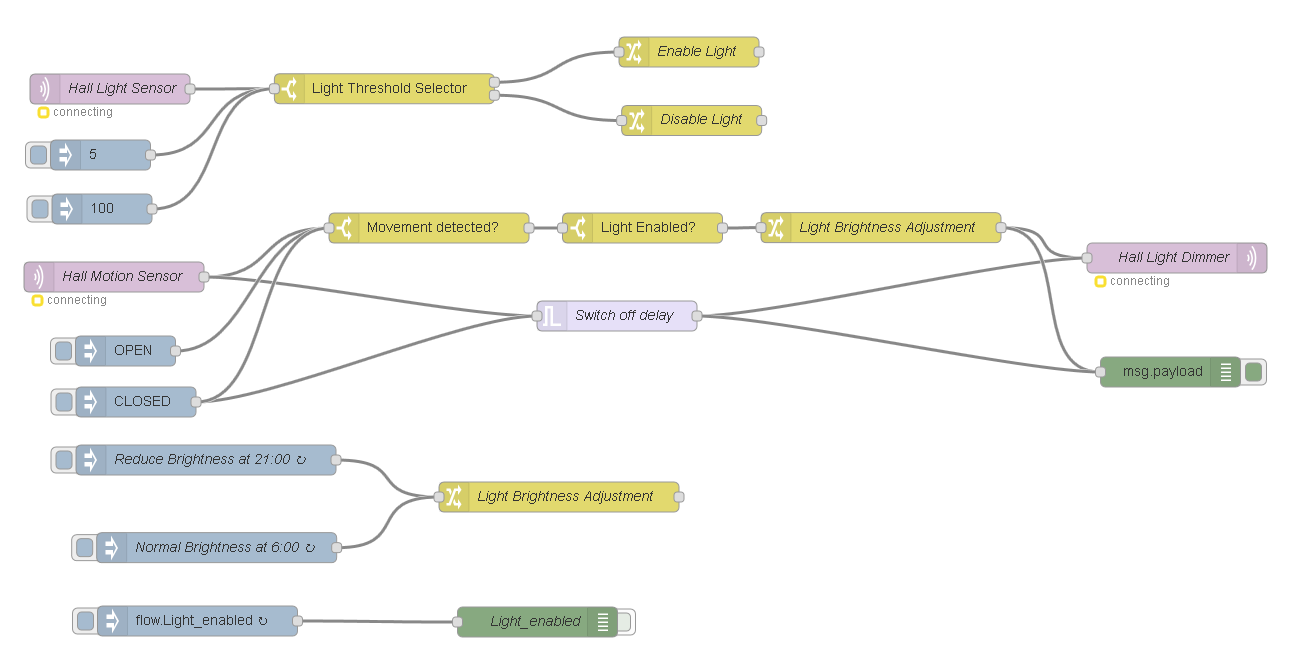 Enable Light
Hall Light Sensor
Light Threshold Selector
connecting
Disable Light
5
100
Movement detected?
Light Enabled?
Light Brightness Adjustment
Hall Light Dimmer
connecting
Hall Motion Sensor
connecting
Switch off delay
OPEN
msg.payload
CLOSED
Reduce Brightness at 21:00 ↻
Light Brightness Adjustment
Normal Brightness at 6:00 ↻
flow.Light_enabled ↻
Light_enabled